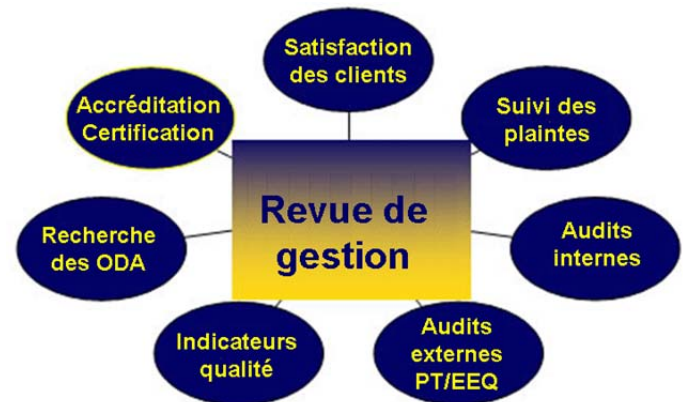 Satisfaction
des clients
Accréditation
Certification
Suivi des
plaintes
Revue de
gestion
Recherche
des ODA
Audits
internes
Indicateurs
qualité
Audits
externes
PT/EEQ